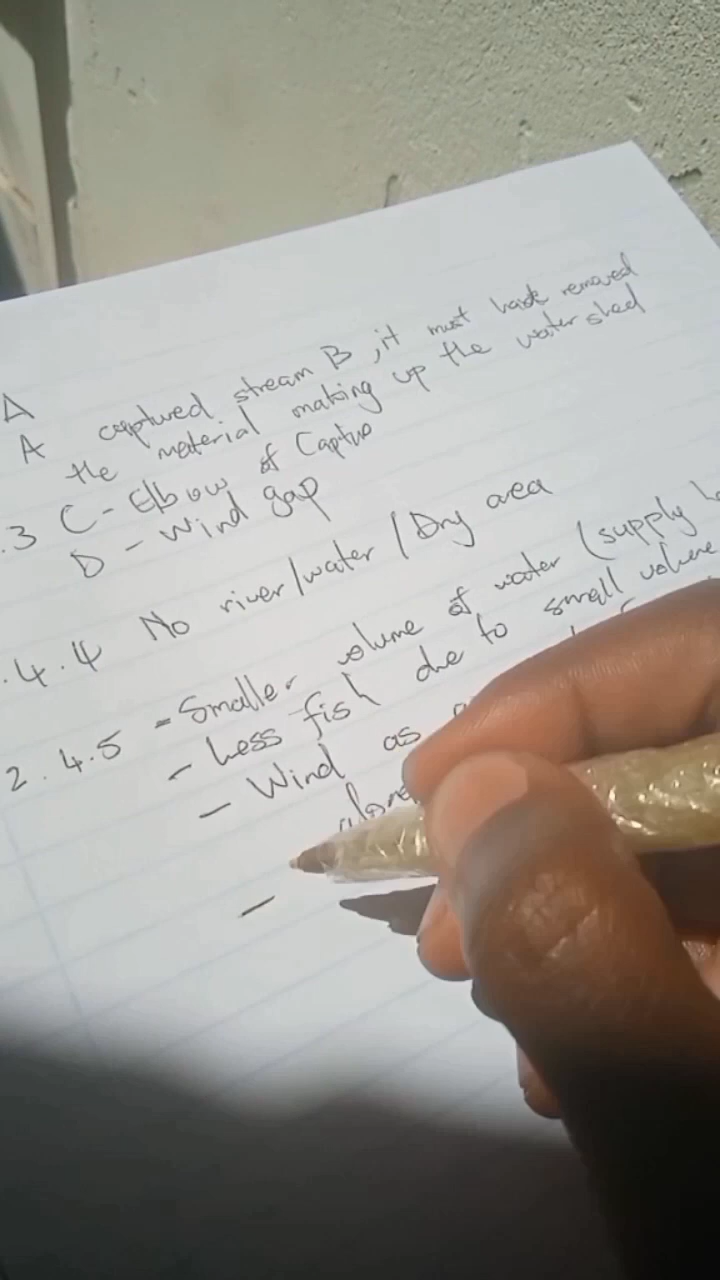 A
A captured stream B, it must have removed
the material making up the watershed
.3 C - Elbow of Captue
D - Wind gap
.4.4 No river/water / Dry area
2.4.5 - Smaller volume of water (supply
- Less fish due to small volume
- Wind as
-